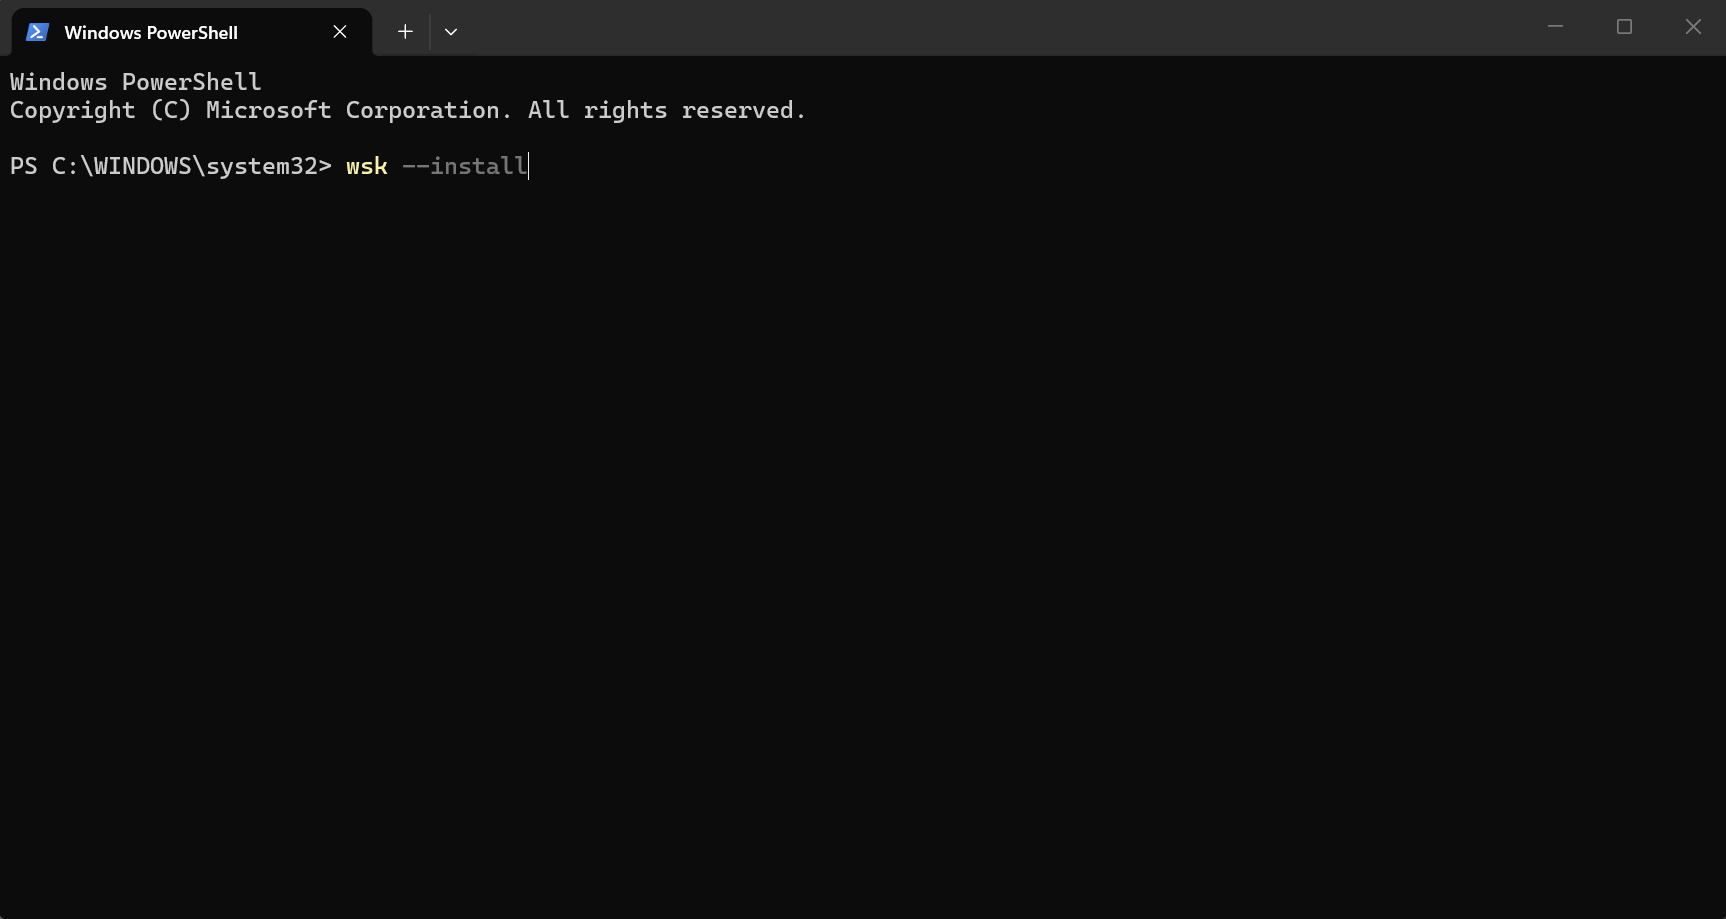 Windows PowerShell
Windows PowerShell
Copyright (C) Microsoft Corporation. All rights reserved.
PS C:\WINDOWS\system32> wsk --install